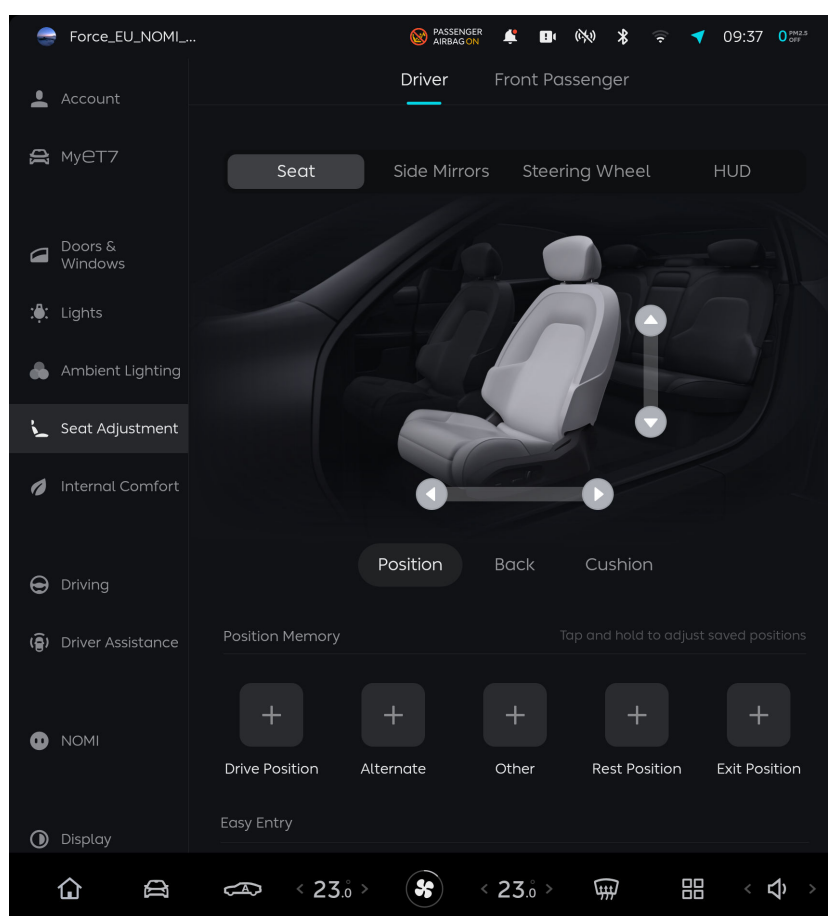 Force_EU_NOMI_...
PASSENGER
AIRBAG ON
09:37
0 PM2.5
OFF
Driver
Front Passenger
Account
MyET7
Doors &
Windows
Lights
Ambient Lighting
Seat Adjustment
Internal Comfort
Driving
Driver Assistance
NOMI
Display
Seat
Side Mirrors
Steering Wheel
HUD
Position
Back
Cushion
Position Memory
Tap and hold to adjust saved positions
Drive Position
Alternate
Other
Rest Position
Exit Position
Easy Entry
< 23.0° >
< 23.0° >
< >